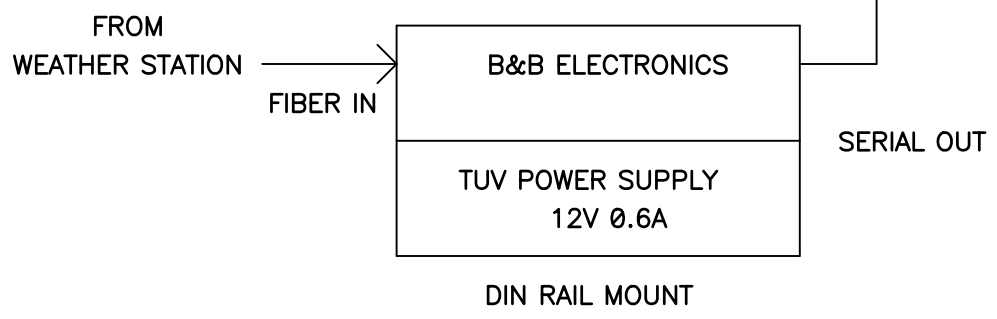 FROM
WEATHER STATION
FIBER IN
B&B ELECTRONICS
SERIAL OUT
TUV POWER SUPPLY
12V 0.6A
DIN RAIL MOUNT